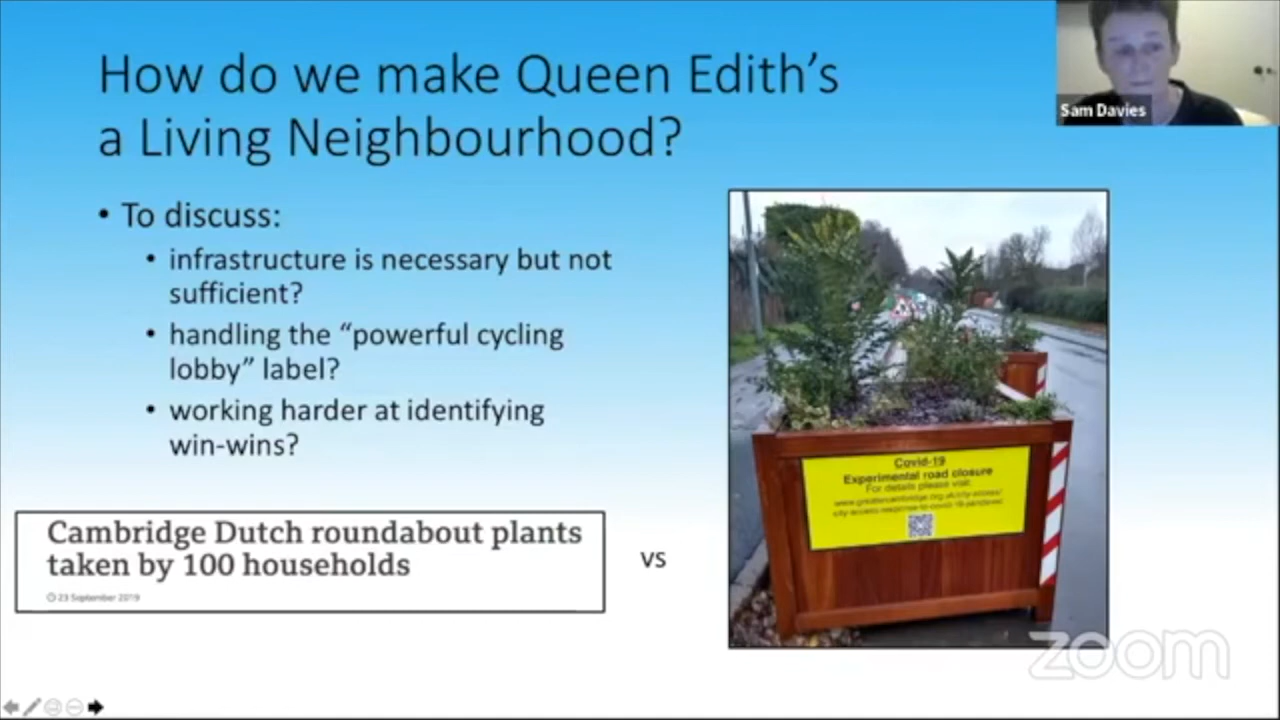 How do we make Queen Edith's
a Living Neighbourhood?
Sam Davies
• To discuss:
• infrastructure is necessary but not
sufficient?
• handling the “powerful cycling
lobby” label?
• working harder at identifying
win-wins?
Cambridge Dutch roundabout plants
taken by 100 households
23 September 2019
vs
Covid-19
Experimental road closure
For details please visit:
zoom